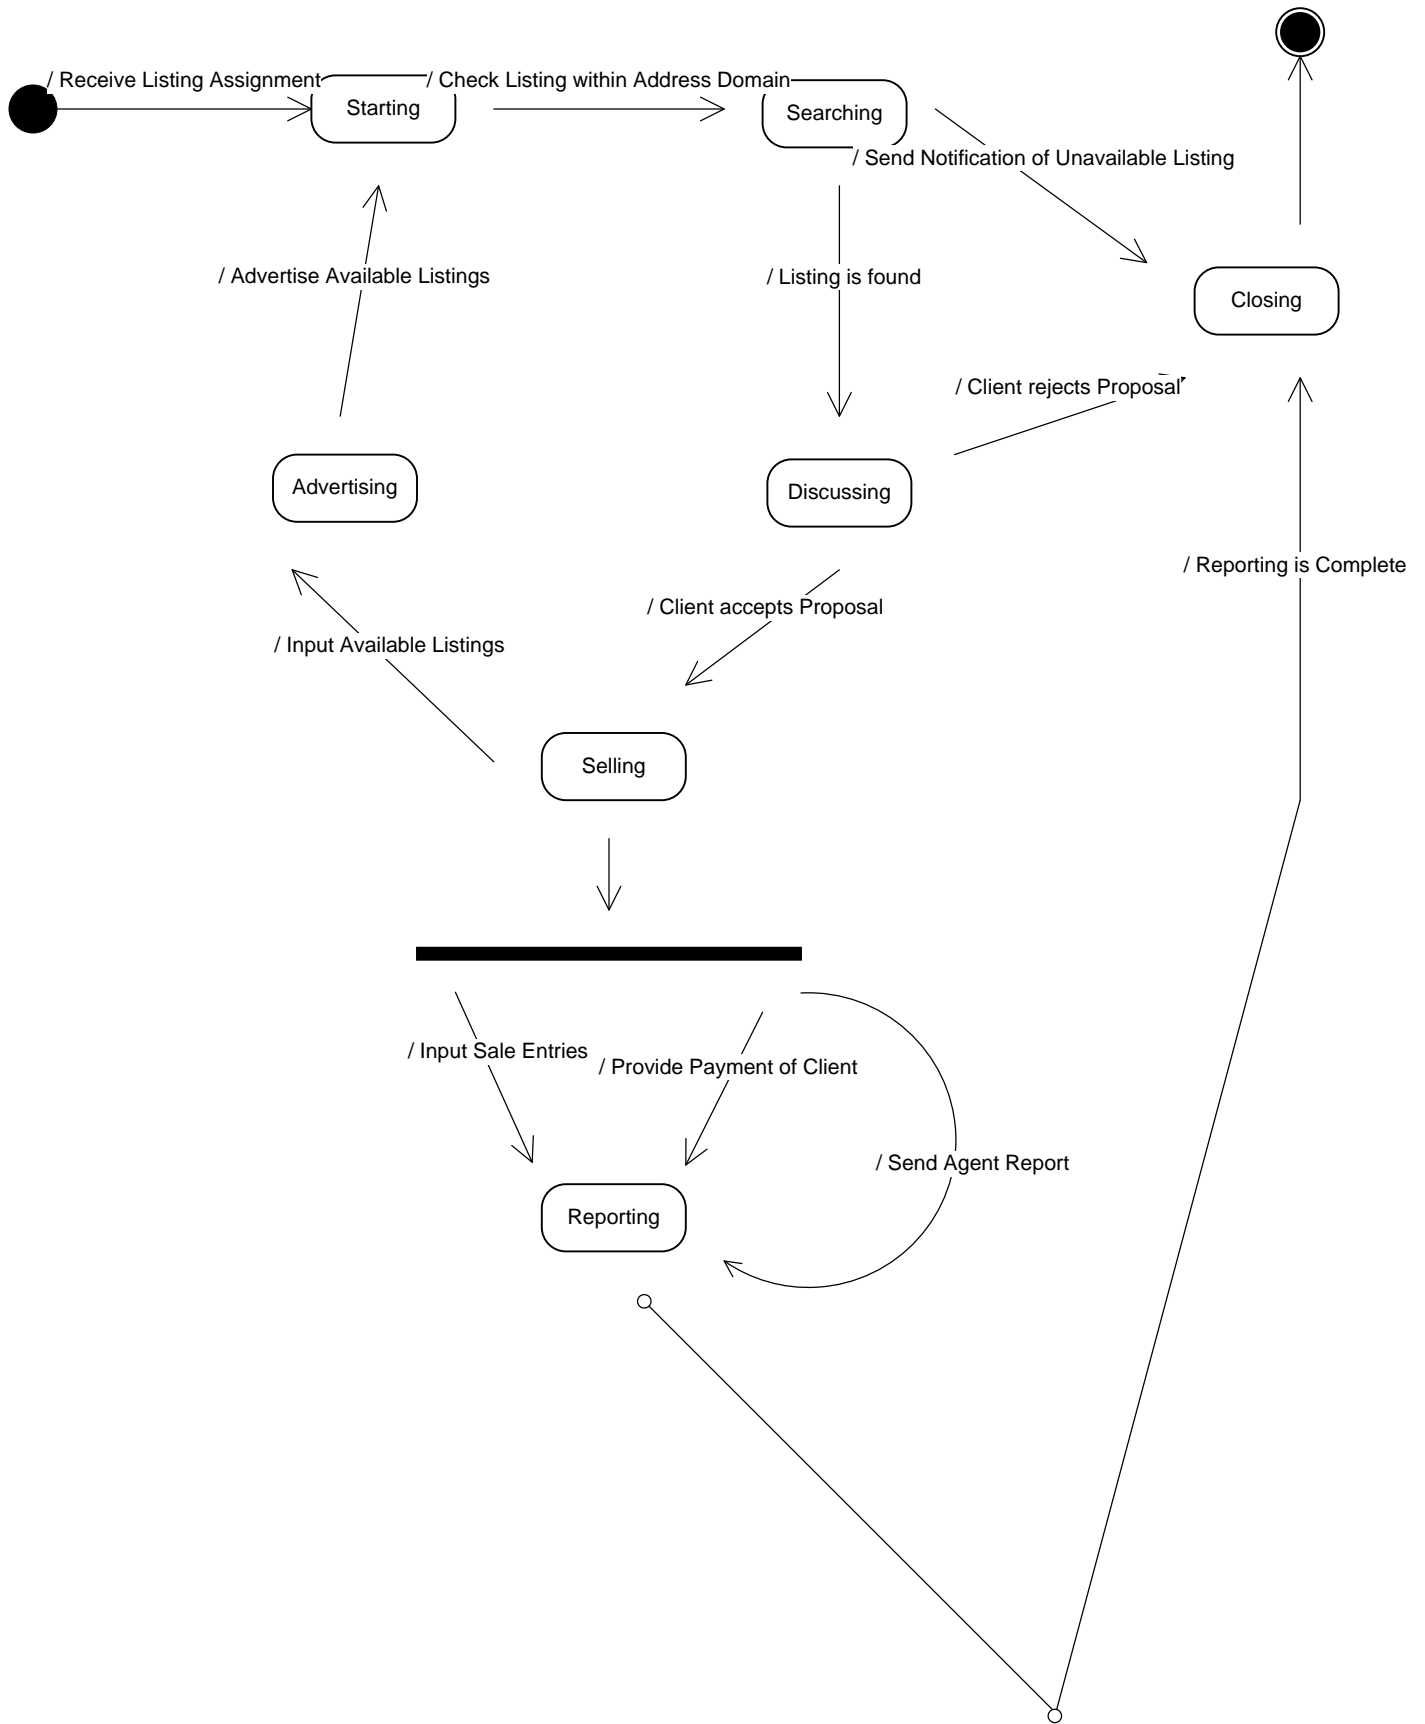 / Receive Listing Assignment
Starting
/ Check Listing within Address Domain
Searching
/ Send Notification of Unavailable Listing
/ Advertise Available Listings
/ Listing is found
Closing
/ Client rejects Proposal
Advertising
Discussing
/ Reporting is Complete
/ Client accepts Proposal
/ Input Available Listings
Selling
/ Input Sale Entries
/ Provide Payment of Client
/ Send Agent Report
Reporting